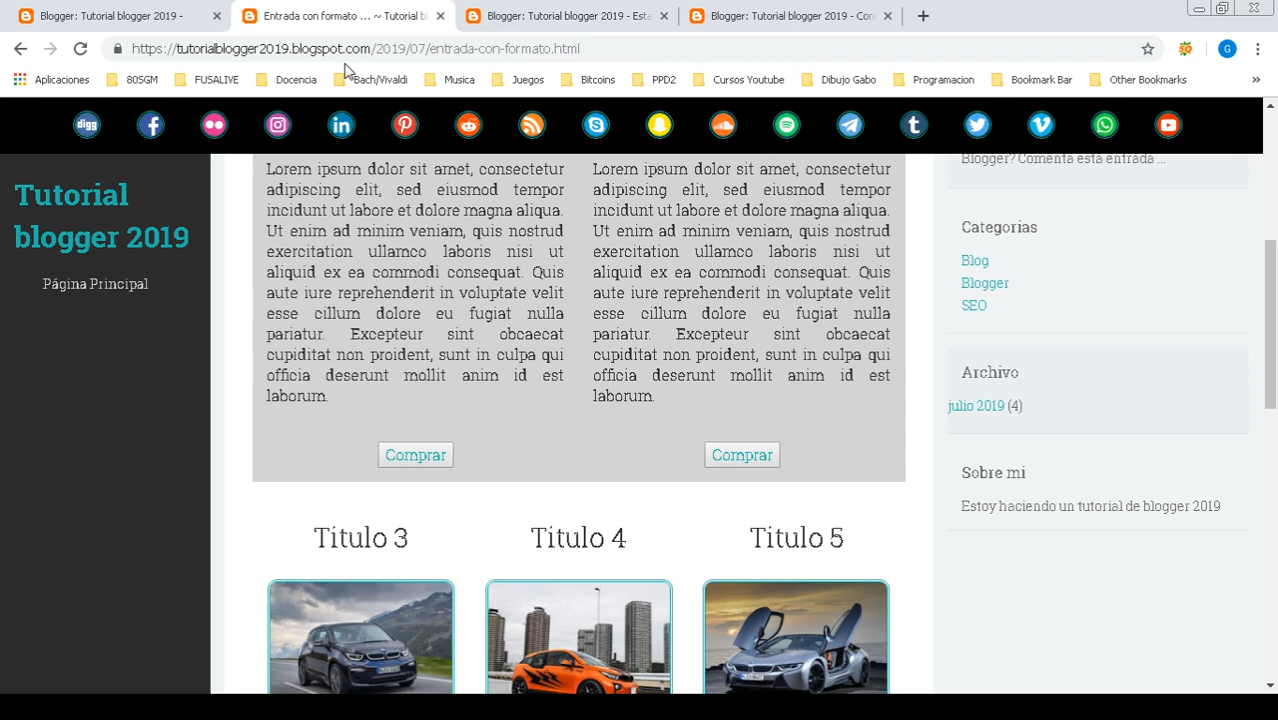 Blogger: Tutorial blogger 2019 -
Entrada con formato ... ~ Tutorial b
Blogger: Tutorial blogger 2019 - Esta
Blogger: Tutorial blogger 2019 - Con
https://tutorialblogger2019.blogspot.com/2019/07/entrada-con-formato.html
G
Aplicaciones
80SGM
FUSALIVE
Docencia
Bach/Vivaldi
Musica
Juegos
Bitcoins
PPD2
Cursos Youtube
Dibujo Gabo
Programacion
Bookmark Bar
Other Bookmarks
»
digg
Tutorial
blogger 2019
Página Principal
Lorem ipsum dolor sit amet, consectetur
adipiscing elit, sed eiusmod tempor
incidunt ut labore et dolore magna aliqua.
Ut enim ad minim veniam, quis nostrud
exercitation ullamco laboris nisi ut
aliquid ex ea commodi consequat. Quis
aute iure reprehenderit in voluptate velit
esse cillum dolore eu fugiat nulla
pariatur. Excepteur sint obcaecat
cupiditat non proident, sunt in culpa qui
officia deserunt mollit anim id est
laborum.
Comprar
Lorem ipsum dolor sit amet, consectetur
adipiscing elit, sed eiusmod tempor
incidunt ut labore et dolore magna aliqua.
Ut enim ad minim veniam, quis nostrud
exercitation ullamco laboris nisi ut
aliquid ex ea commodi consequat. Quis
aute iure reprehenderit in voluptate velit
esse cillum dolore eu fugiat nulla
pariatur. Excepteur sint obcaecat
cupiditat non proident, sunt in culpa qui
officia deserunt mollit anim id est
laborum.
Comprar
Titulo 3
Titulo 4
Titulo 5
Blogger? Comenta esta entrada ...
Categorias
Blog
Blogger
SEO
Archivo
julio 2019 (4)
Sobre mi
Estoy haciendo un tutorial de blogger 2019